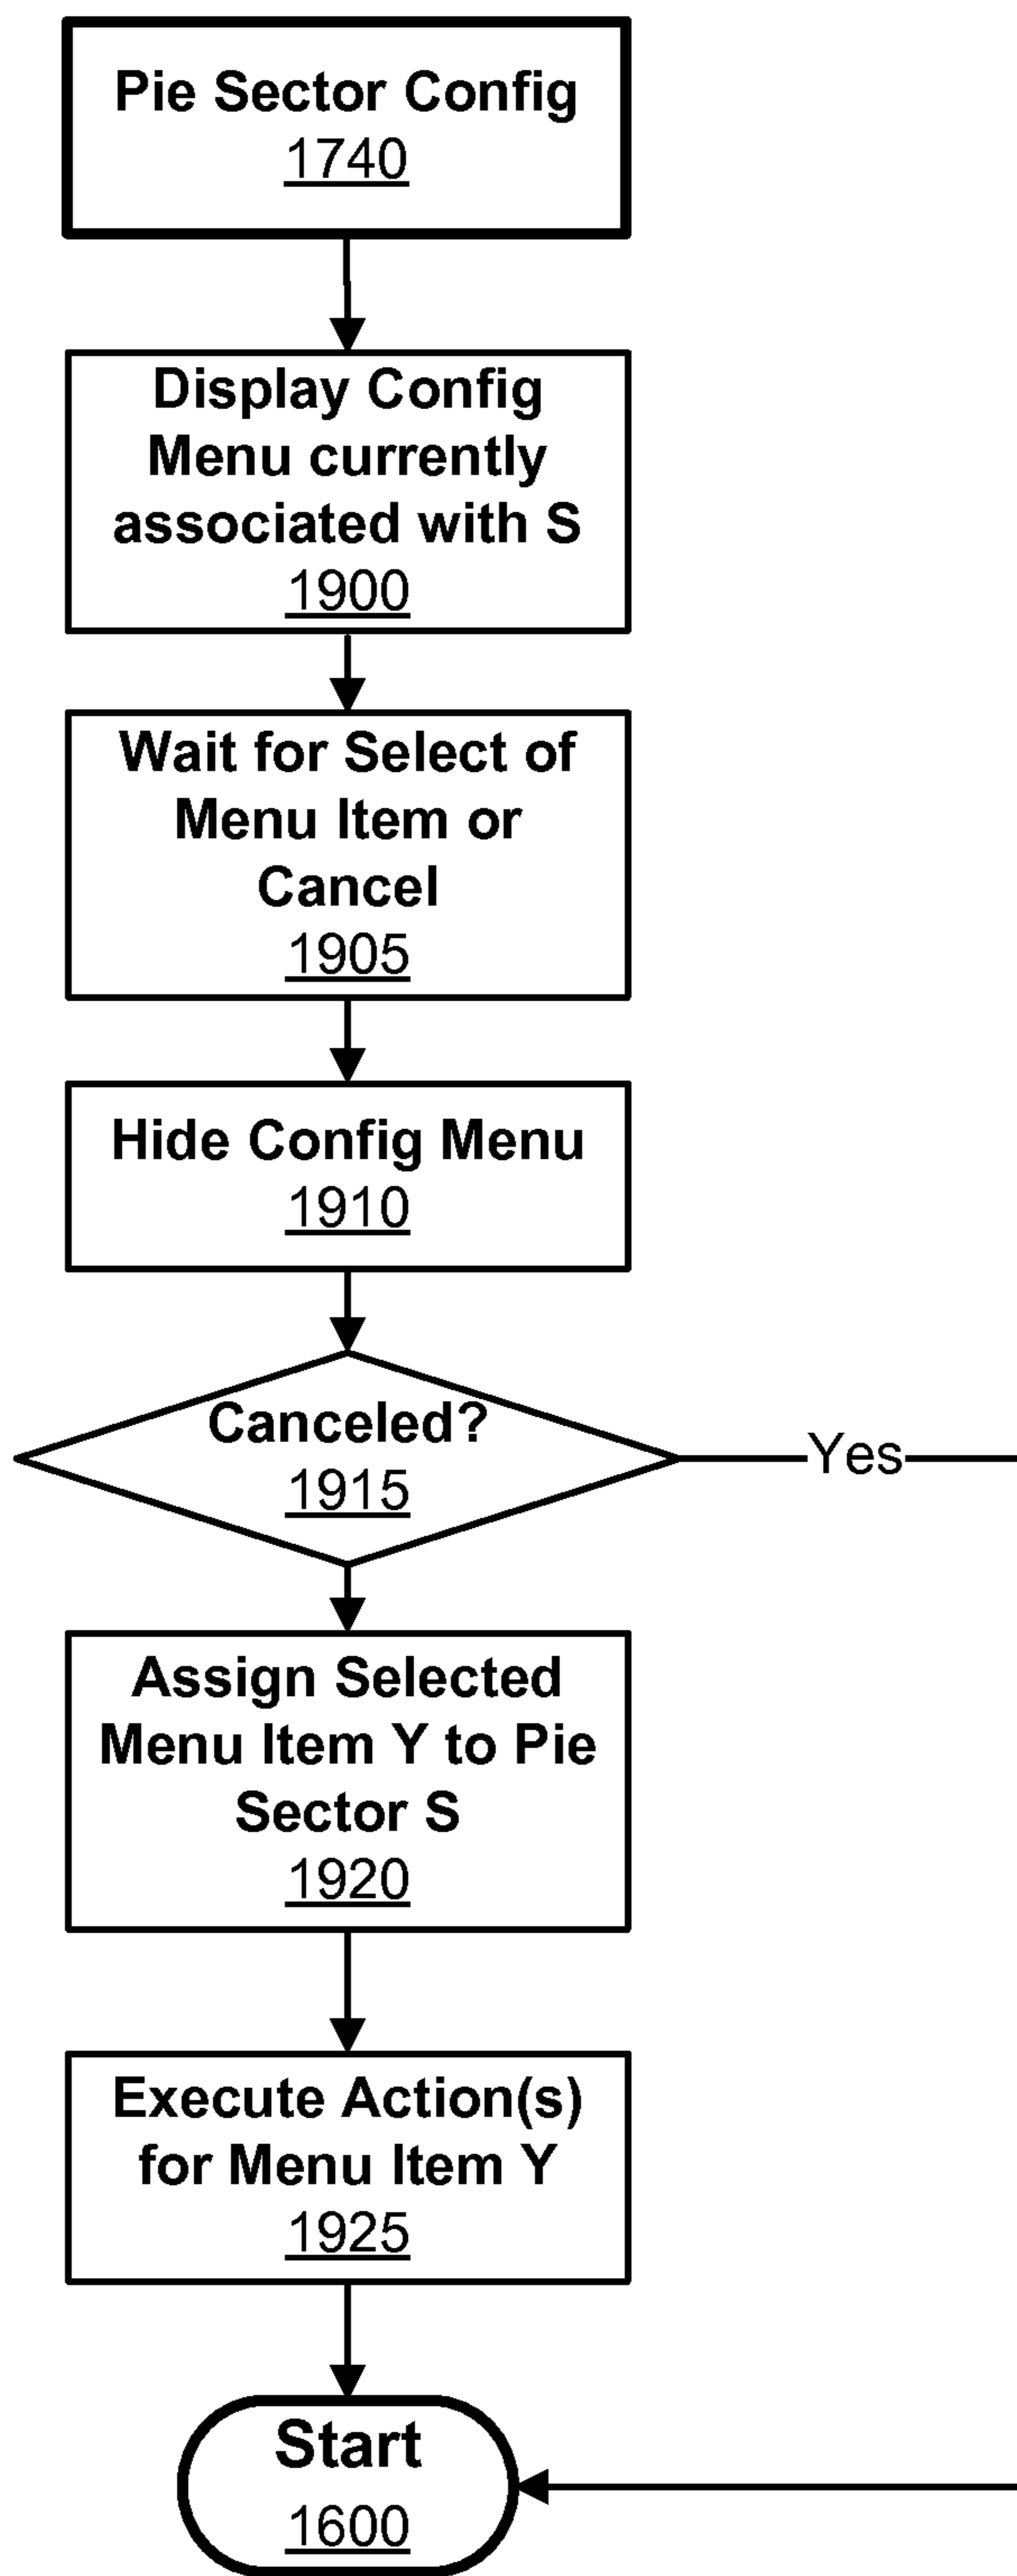 Pie Sector Config
1740
Display Config
Menu currently
associated with S
1900
Wait for Select of
Menu Item or
Cancel
1905
Hide Config Menu
1910
Canceled?
1915
Yes
Assign Selected
Menu Item Y to Pie
Sector S
1920
Execute Action(s)
for Menu Item Y
1925
Start
1600